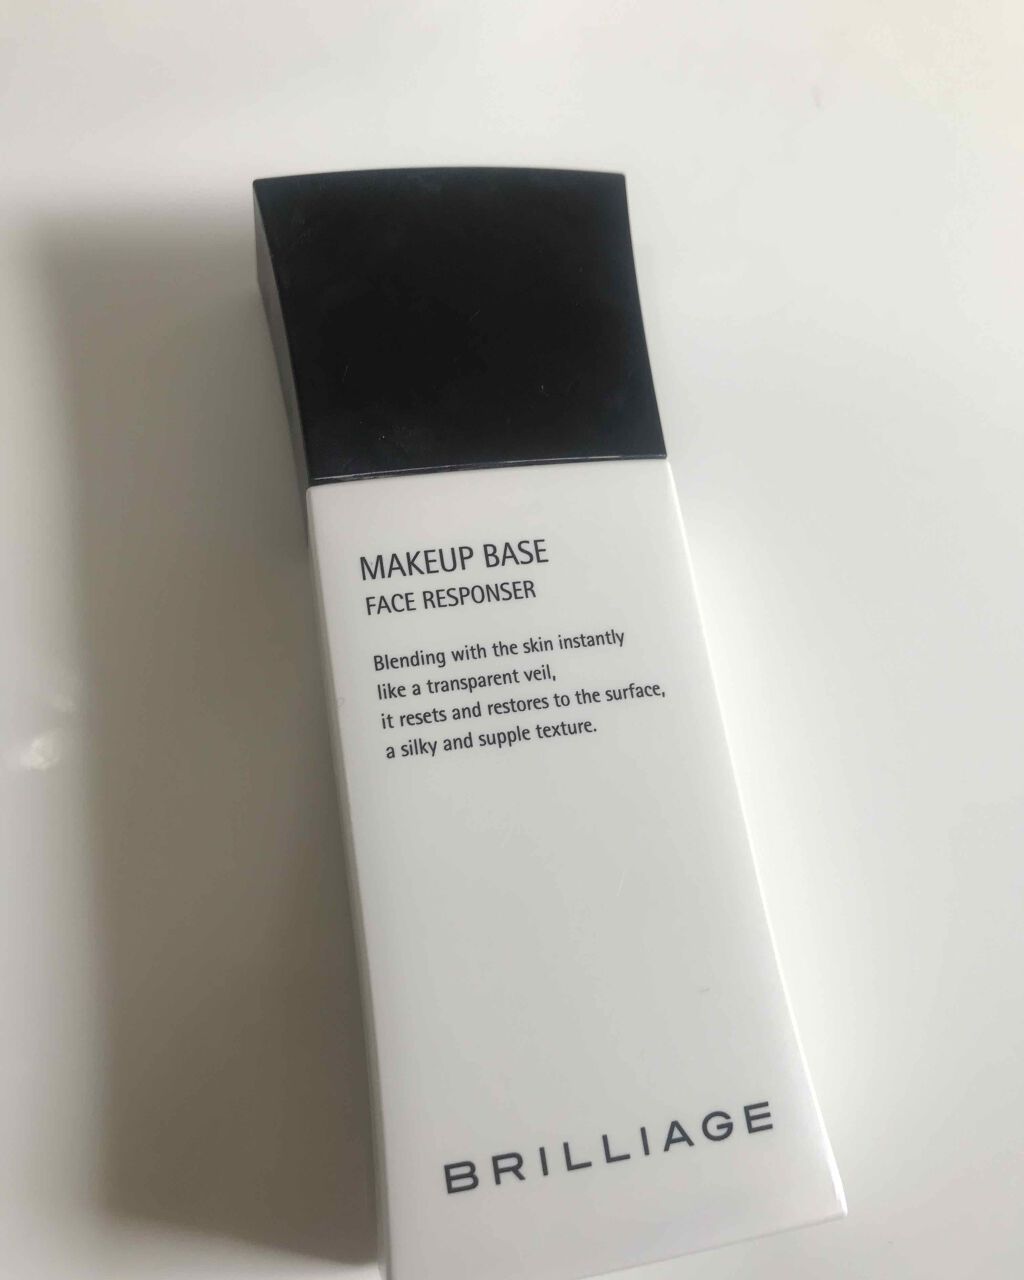 MAKEUP BASE
FACE RESPONSER
Blending with the skin instantly
like a transparent veil,
it resets and restores to the surface,
a silky and supple texture.
BRILLIAGE